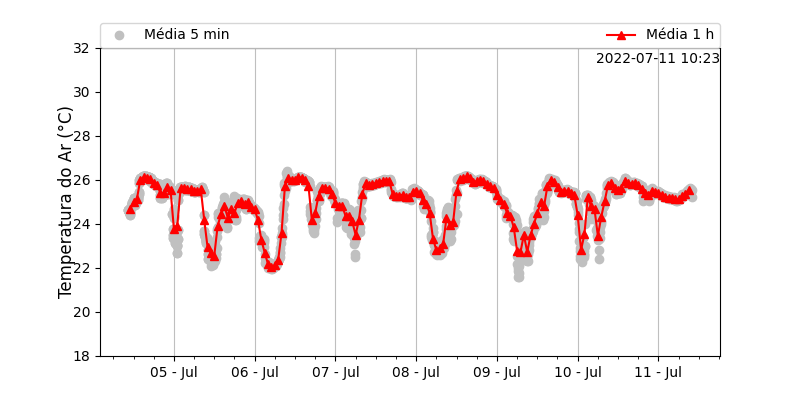 Média 5 min
Média 1 h
2022-07-11 10:23
Temperatura do Ar (°C)
32
30
28
26
24
22
20
18
05 - Jul
06 - Jul
07 - Jul
08 - Jul
09 - Jul
10 - Jul
11 - Jul